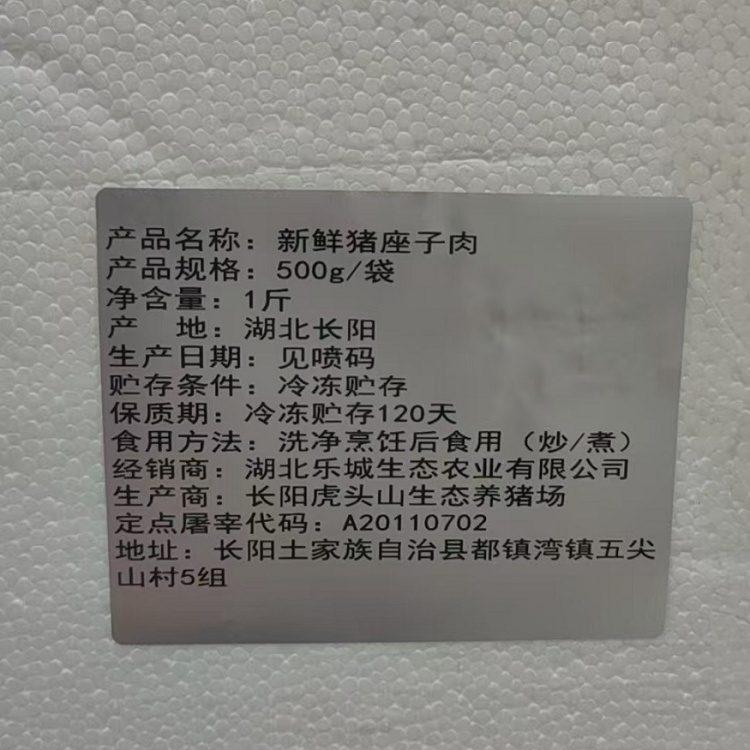 产品名称：新鲜猪座子肉
产品规格：500g/袋
净含量：1斤
产　地：湖北长阳
生产日期：见喷码
贮存条件：冷冻贮存
保质期：冷冻贮存120天
食用方法：洗净烹饪后食用（炒/煮）
经销商：湖北乐城生态农业有限公司
生产商：长阳虎头山生态养猪场
定点屠宰代码：A20110702
地址：长阳土家族自治县都镇湾镇五尖
山村5组